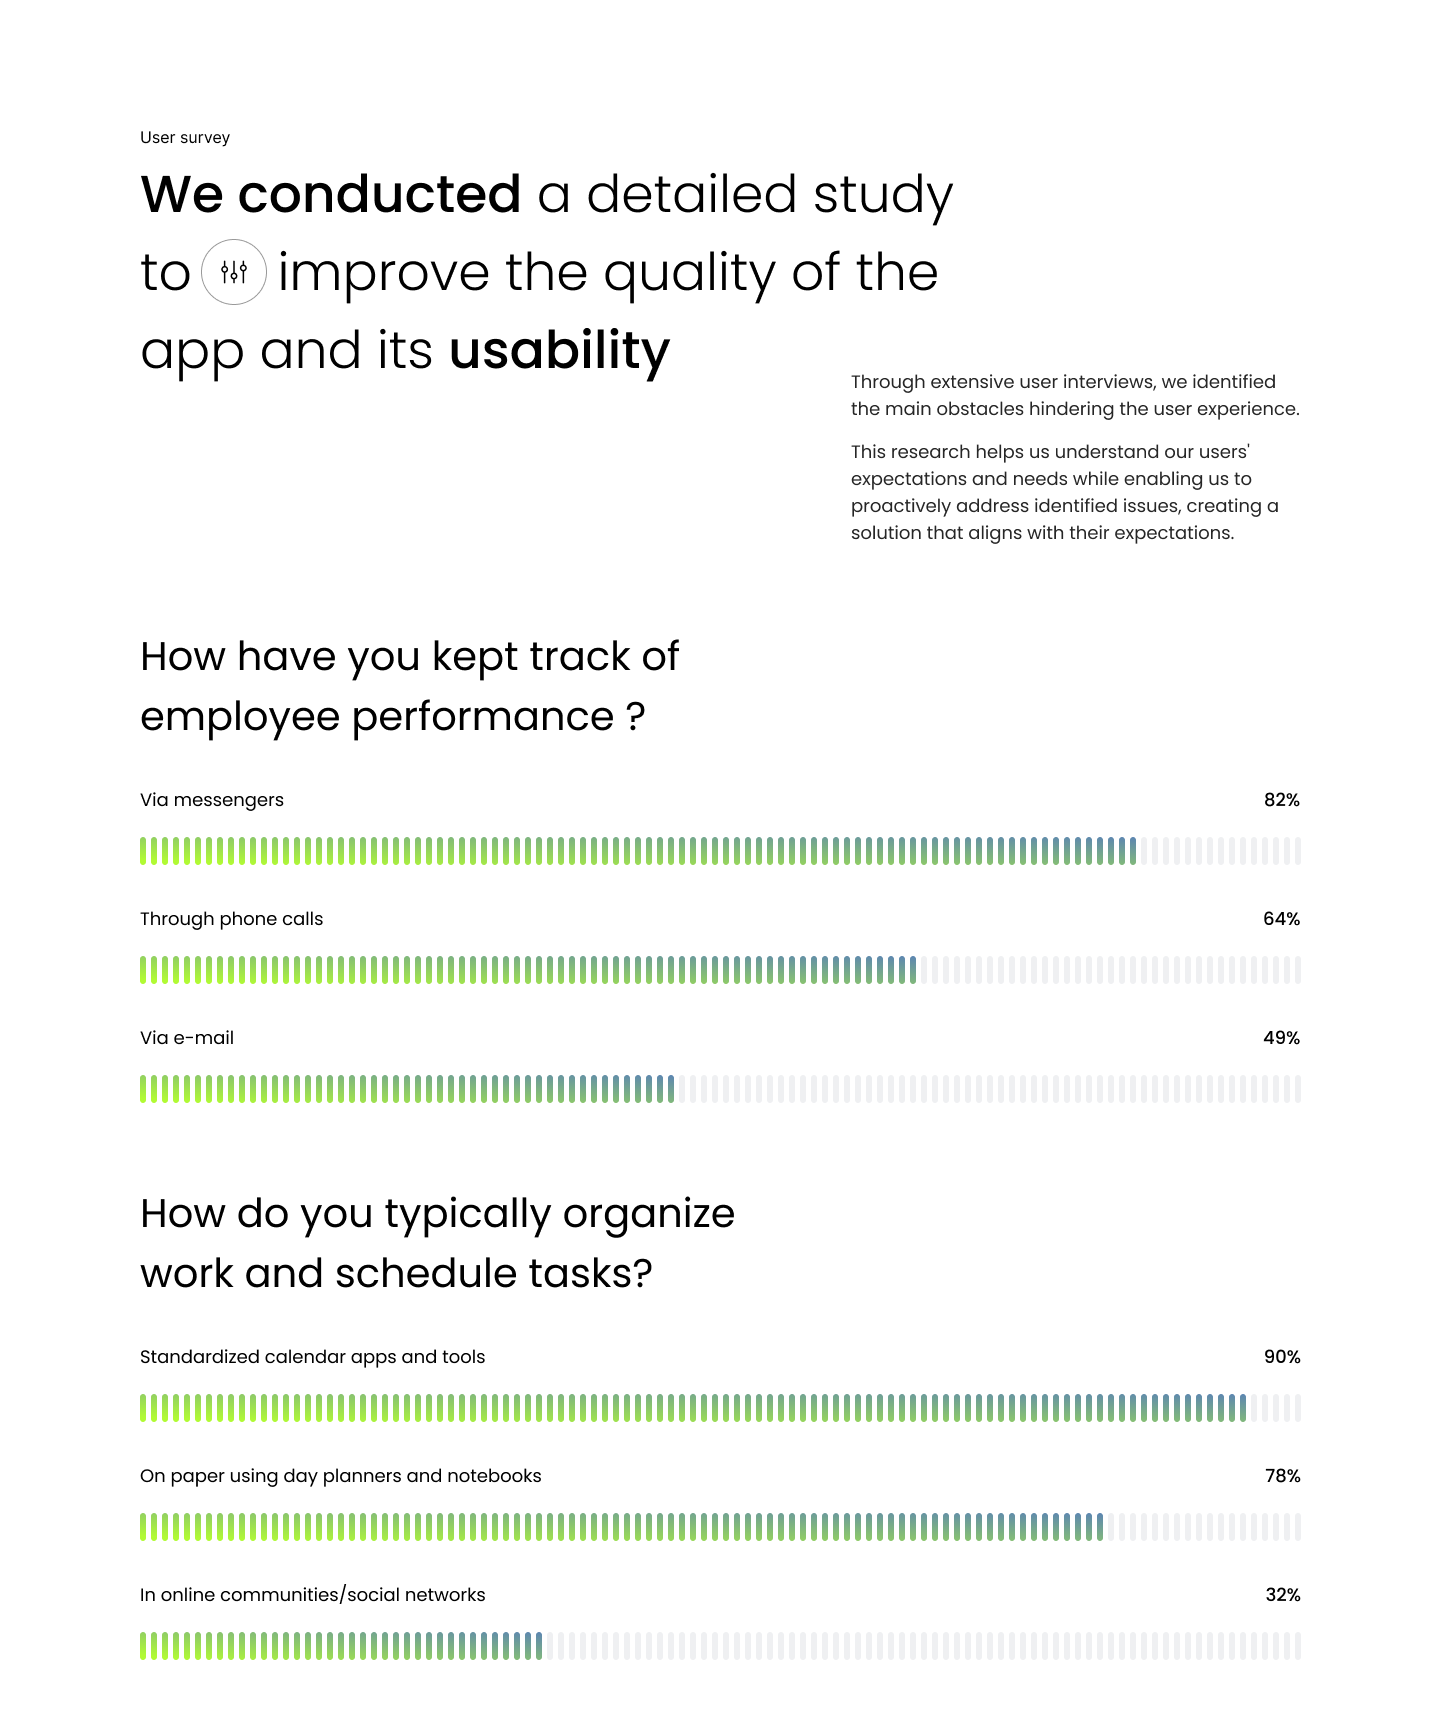 User survey
We conducted a detailed study
to improve the quality of the
app and its usability
Through extensive user interviews, we identified
the main obstacles hindering the user experience.
This research helps us understand our users'
expectations and needs while enabling us to
proactively address identified issues, creating a
solution that aligns with their expectations.
How have you kept track of
employee performance ?
Via messengers 82%
Through phone calls 64%
Via e-mail 49%
How do you typically organize
work and schedule tasks?
Standardized calendar apps and tools 90%
On paper using day planners and notebooks 78%
In online communities/social networks 32%